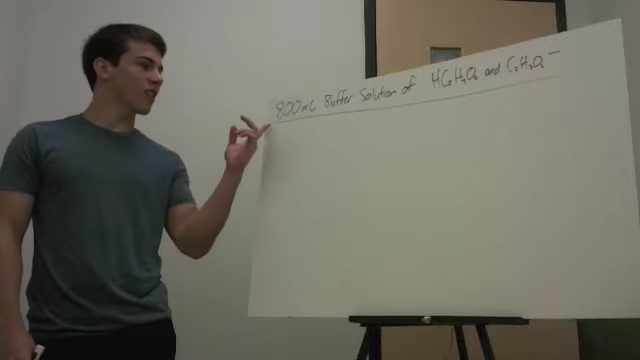 800mL Buffer Solution of HC₂H₃O₂ and C₂H₃O₂⁻